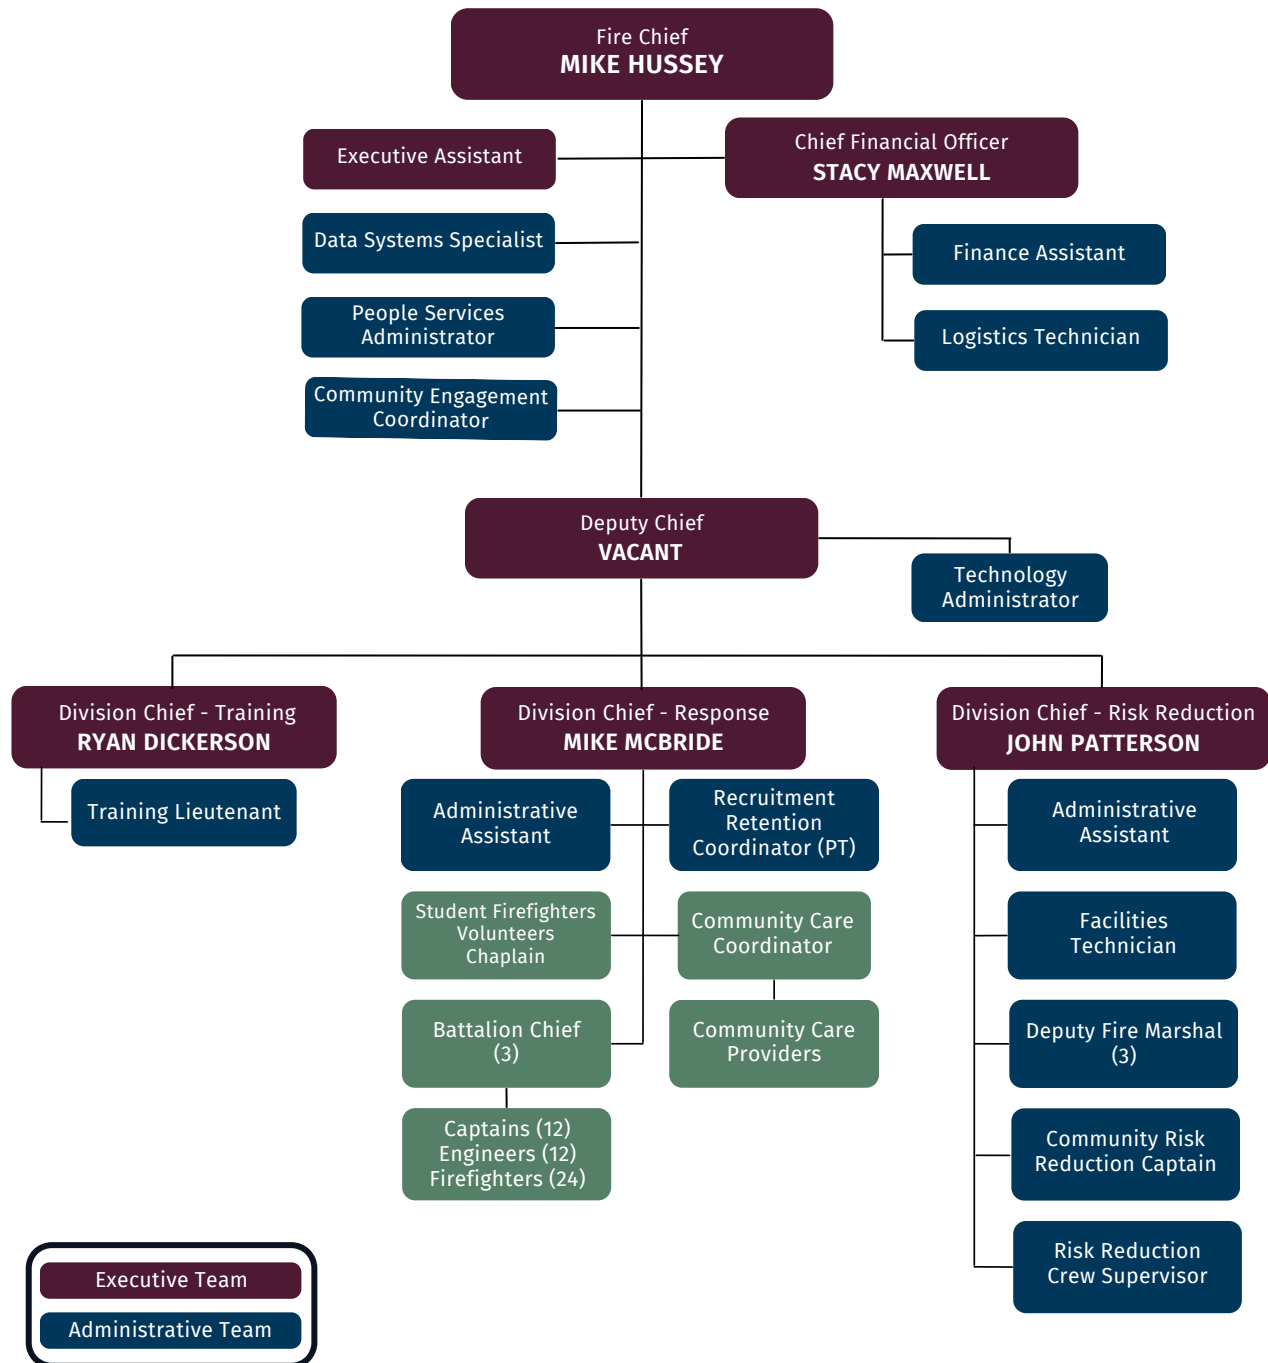 Fire Chief
MIKE HUSSEY
Executive Assistant
Chief Financial Officer
STACY MAXWELL
Data Systems Specialist
Finance Assistant
People Services
Administrator
Logistics Technician
Community Engagement
Coordinator
Deputy Chief
VACANT
Technology
Administrator
Division Chief - Training
RYAN DICKERSON
Division Chief - Response
MIKE MCBRIDE
Division Chief - Risk Reduction
JOHN PATTERSON
Training Lieutenant
Administrative
Assistant
Recruitment
Retention
Coordinator (PT)
Administrative
Assistant
Student Firefighters
Volunteers
Chaplain
Community Care
Coordinator
Facilities
Technician
Battalion Chief
(3)
Community Care
Providers
Deputy Fire Marshal
(3)
Captains (12)
Engineers (12)
Firefighters (24)
Community Risk
Reduction Captain
Risk Reduction
Crew Supervisor
Executive Team
Administrative Team